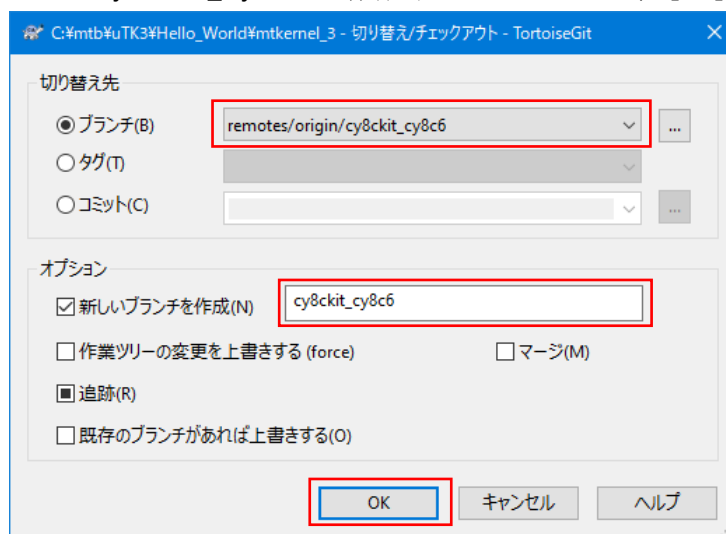 C:¥mtb¥uTK3¥Hello_World¥mtkernel_3 - 切り替え/チェックアウト - TortoiseGit
切り替え先
ブランチ(B) remotes/origin/cy8ckit_cy8c6 ...
タグ(T)
コミット(C) ...
オプション
新しいブランチを作成(N) cy8ckit_cy8c6
作業ツリーの変更を上書きする (force) マージ(M)
追跡(R)
既存のブランチがあれば上書きする(O)
OK キャンセル ヘルプ